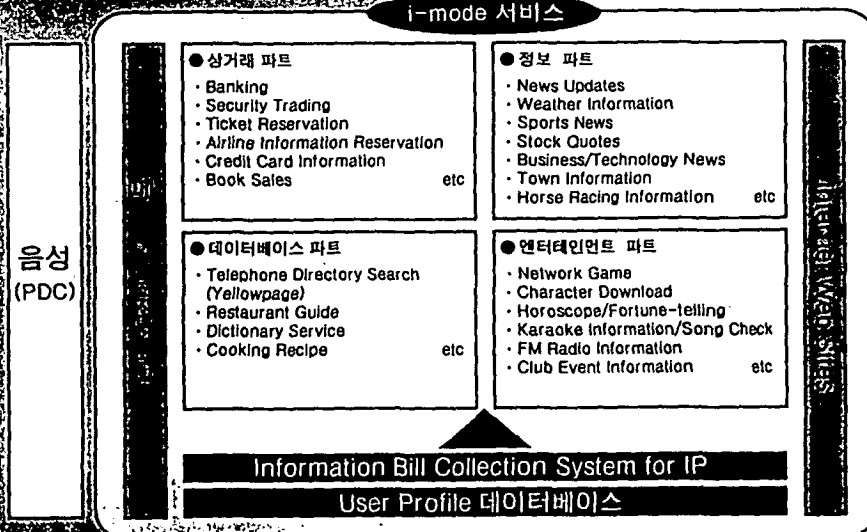 i-mode 서비스
음성
(PDC)
●상거래 파트
· Banking
· Security Trading
· Ticket Reservation
· Airline Information Reservation
· Credit Card Information
· Book Sales etc
●정보 파트
· News Updates
· Weather Information
· Sports News
· Stock Quotes
· Business/Technology News
· Town Information
· Horse Racing Information etc
●데이터베이스 파트
· Telephone Directory Search
(Yellowpage)
· Restaurant Guide
· Dictionary Service
· Cooking Recipe etc
●엔터테인먼트 파트
· Network Game
· Character Download
· Horoscope/Fortune-telling
· Karaoke Information/Song Check
· FM Radio Information
· Club Event Information etc
Internet Web Sites
Information Bill Collection System for IP
User Profile 데이터베이스